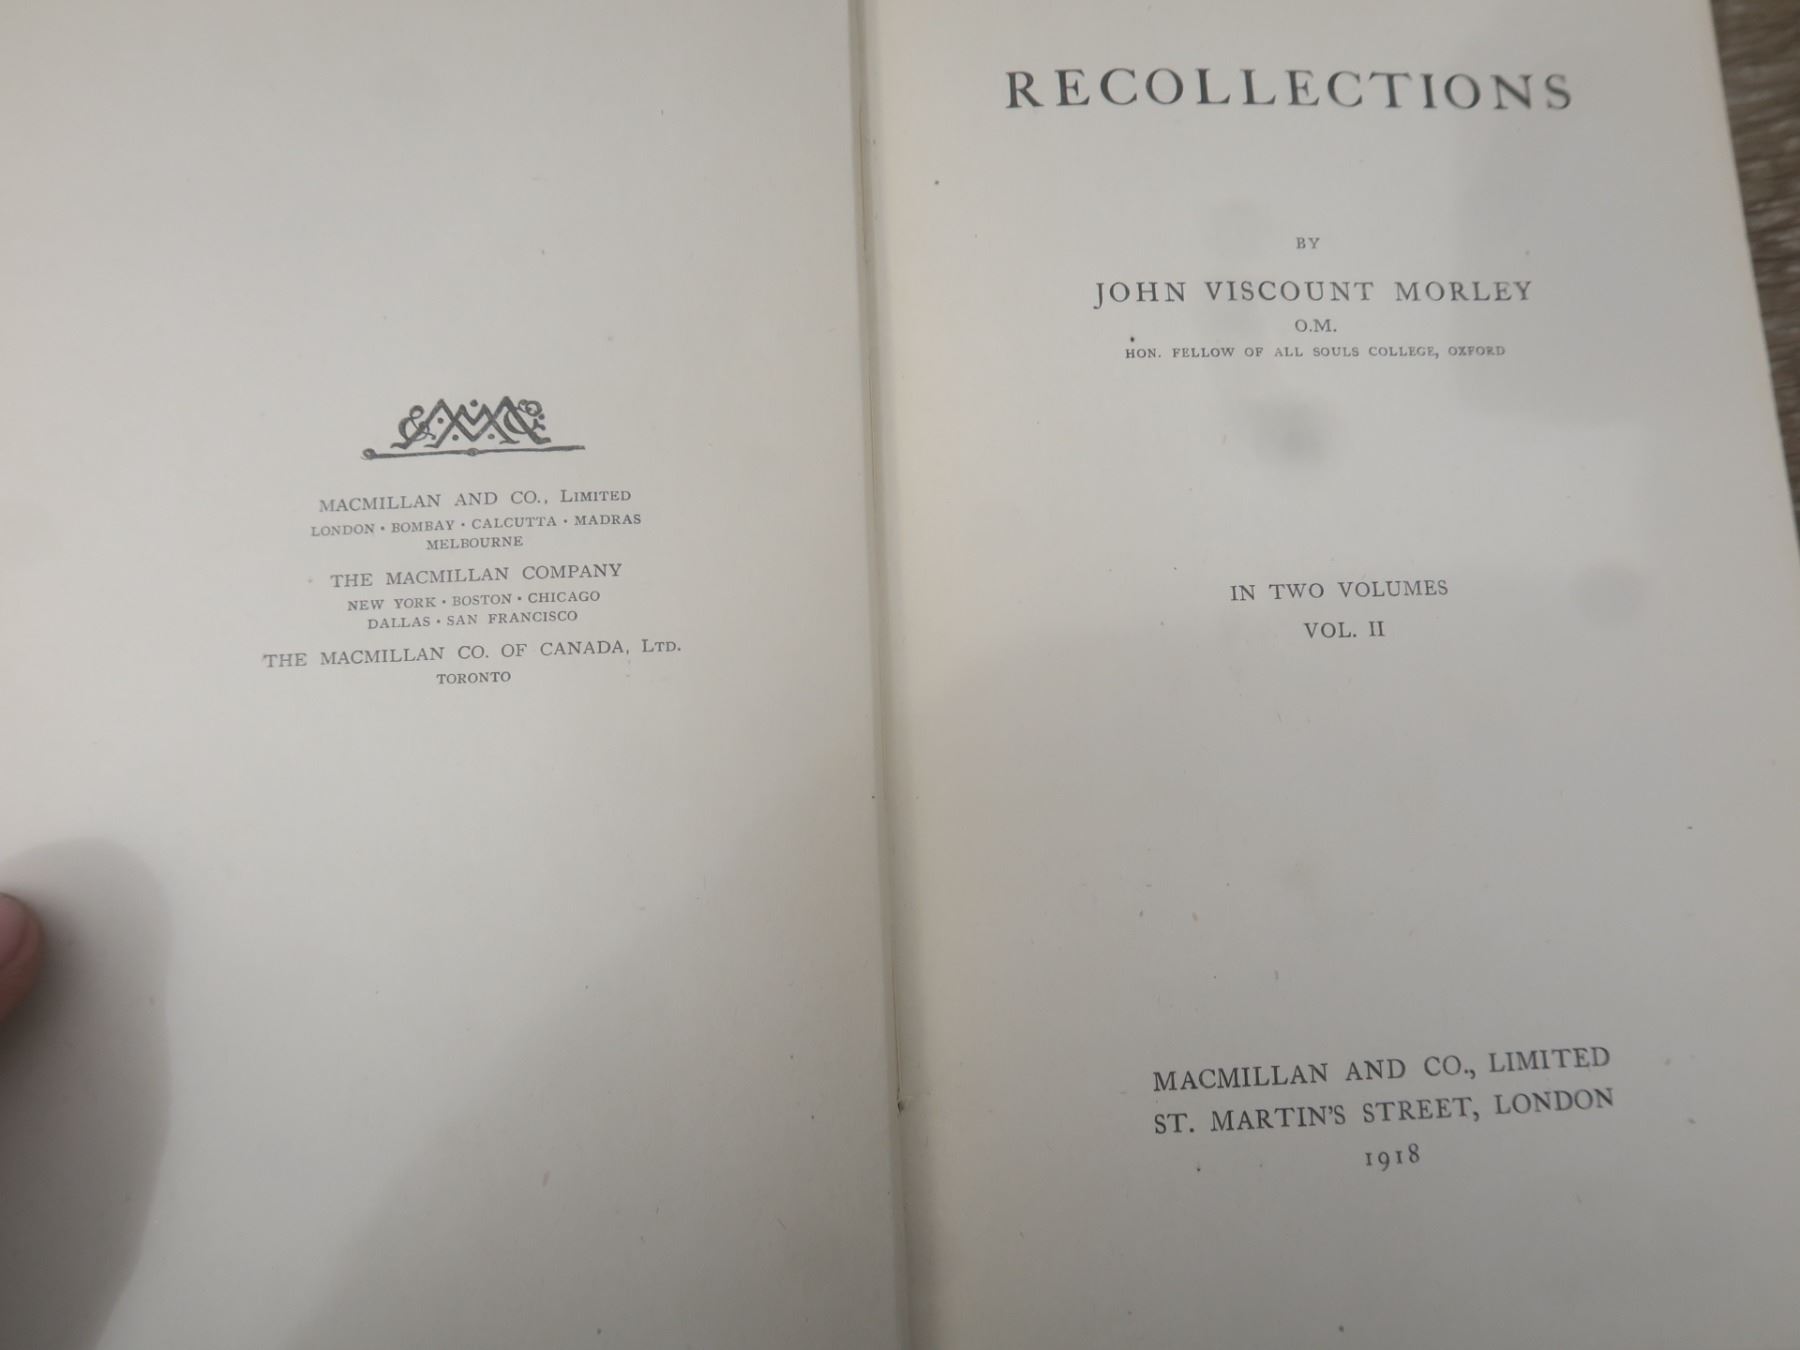 MACMILLAN AND CO., LIMITED
LONDON · BOMBAY · CALCUTTA · MADRAS
MELBOURNE
THE MACMILLAN COMPANY
NEW YORK · BOSTON · CHICAGO
DALLAS · SAN FRANCISCO
THE MACMILLAN CO. OF CANADA, LTD.
TORONTO
RECOLLECTIONS
BY
JOHN VISCOUNT MORLEY
O.M.
HON. FELLOW OF ALL SOULS COLLEGE, OXFORD
IN TWO VOLUMES
VOL. II
MACMILLAN AND CO., LIMITED
ST. MARTIN'S STREET, LONDON
1918